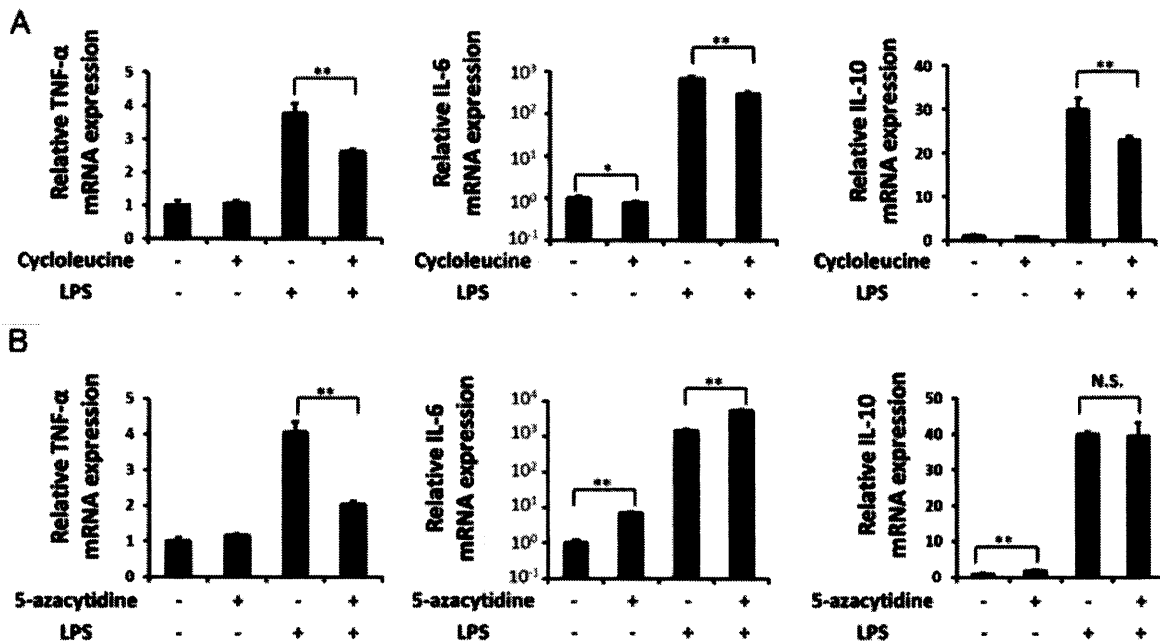 A
Relative TNF-α
mRNA expression
5
4
3
2
1
0
**
Relative IL-6
mRNA expression
10³
10²
10¹
10⁰
10⁻¹
*
**
Relative IL-10
mRNA expression
40
30
20
10
0
**
Cycloleucine - + - +
LPS - - + +
Cycloleucine - + - +
LPS - - + +
Cycloleucine - + - +
LPS - - + +
B
Relative TNF-α
mRNA expression
5
4
3
2
1
0
**
Relative IL-6
mRNA expression
10⁴
10³
10²
10¹
10⁰
10⁻¹
**
**
Relative IL-10
mRNA expression
50
40
30
20
10
0
**
N.S.
5-azacytidine - + - +
LPS - - + +
5-azacytidine - + - +
LPS - - + +
5-azacytidine - + - +
LPS - - + +